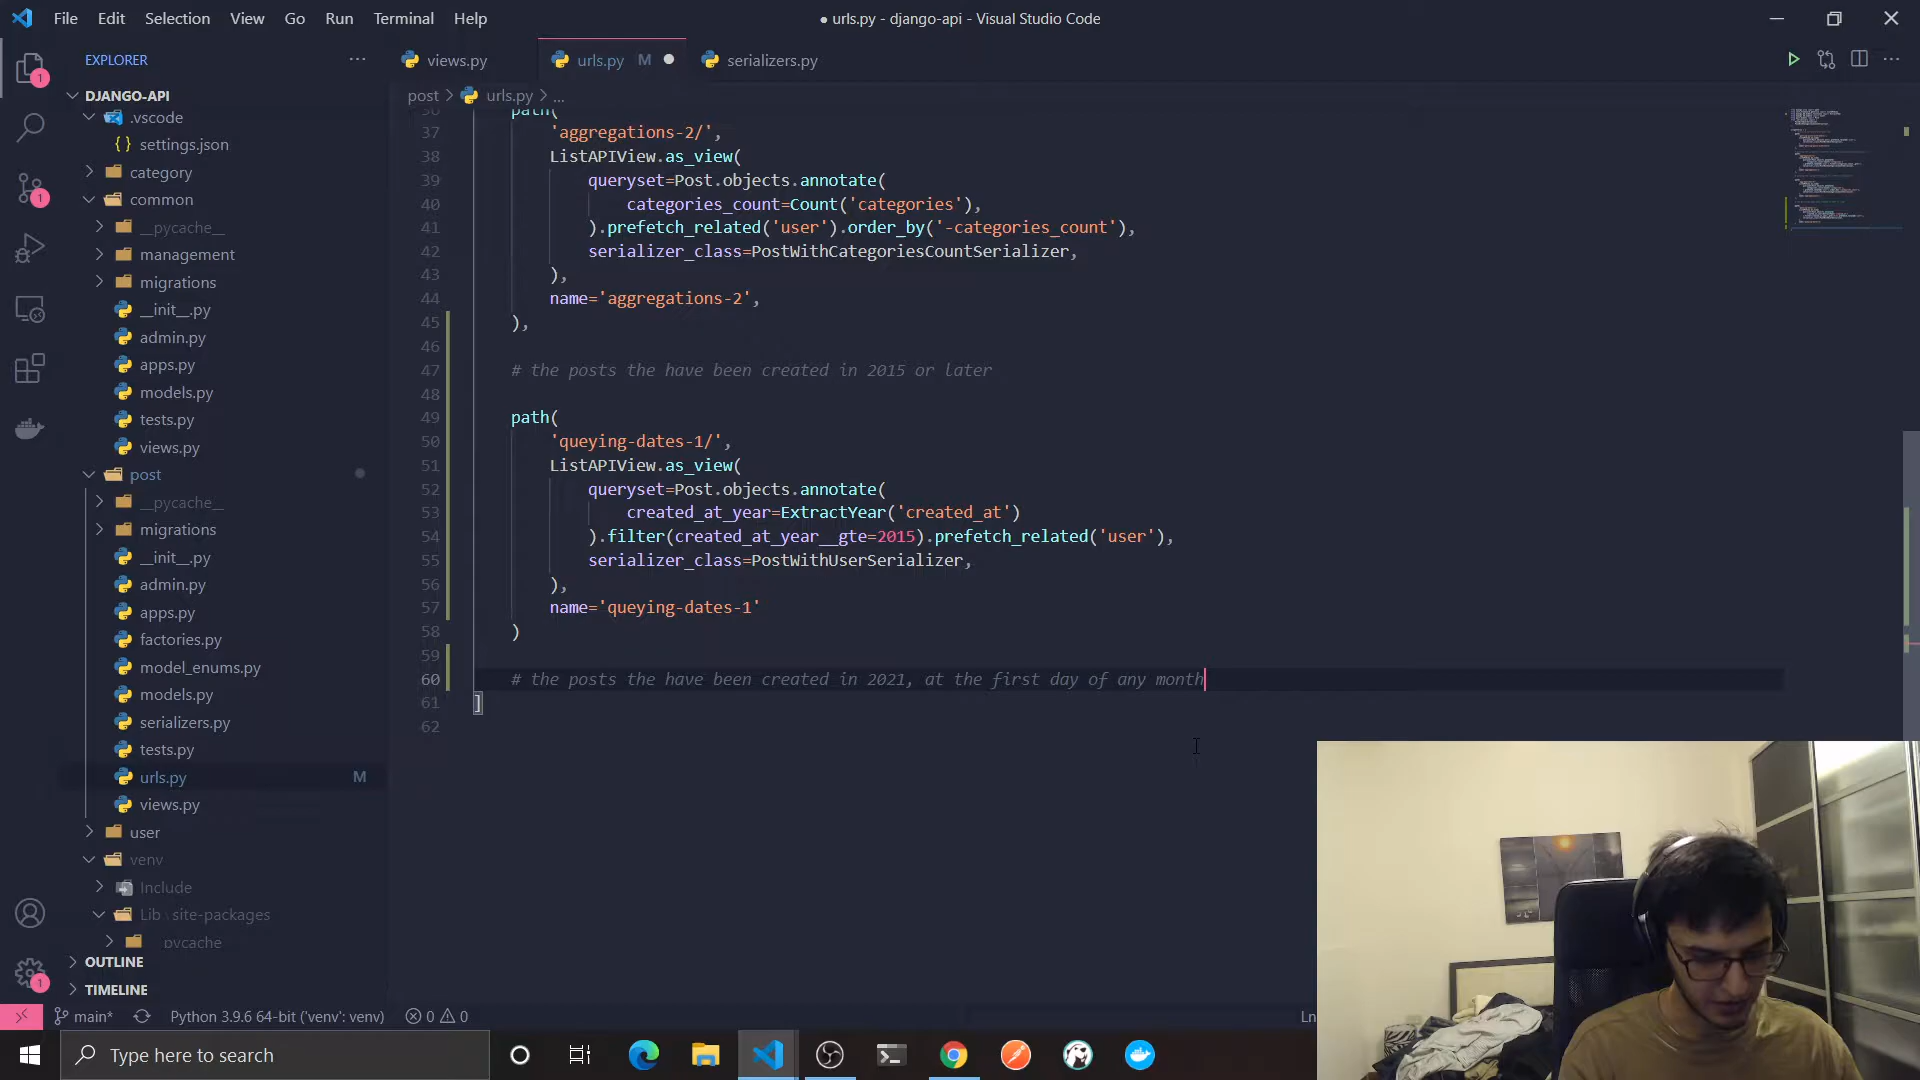 File Edit Selection View Go Run Terminal Help
● urls.py - django-api - Visual Studio Code
EXPLORER
views.py
urls.py M
serializers.py
DJANGO-API
post > urls.py > ...
.vscode
settings.json
category
common
__pycache__
management
migrations
__init__.py
admin.py
apps.py
models.py
tests.py
views.py
post
__pycache__
migrations
__init__.py
admin.py
apps.py
factories.py
model_enums.py
models.py
serializers.py
tests.py
urls.py M
views.py
user
venv
Include
Lib \ site-packages
pycache
OUTLINE
TIMELINE
36 path(
37 'aggregations-2/',
38 ListAPIView.as_view(
39 queryset=Post.objects.annotate(
40 categories_count=Count('categories'),
41 ).prefetch_related('user').order_by('-categories_count'),
42 serializer_class=PostWithCategoriesCountSerializer,
43 ),
44 name='aggregations-2',
45 ),
46
47 # the posts the have been created in 2015 or later
48
49 path(
50 'queying-dates-1/',
51 ListAPIView.as_view(
52 queryset=Post.objects.annotate(
53 created_at_year=ExtractYear('created_at')
54 ).filter(created_at_year__gte=2015).prefetch_related('user'),
55 serializer_class=PostWithUserSerializer,
56 ),
57 name='queying-dates-1'
58 )
59
60 # the posts the have been created in 2021, at the first day of any month
61 ]
62
1
1
1
main* Python 3.9.6 64-bit ('venv': venv) 0 0 Ln
Type here to search